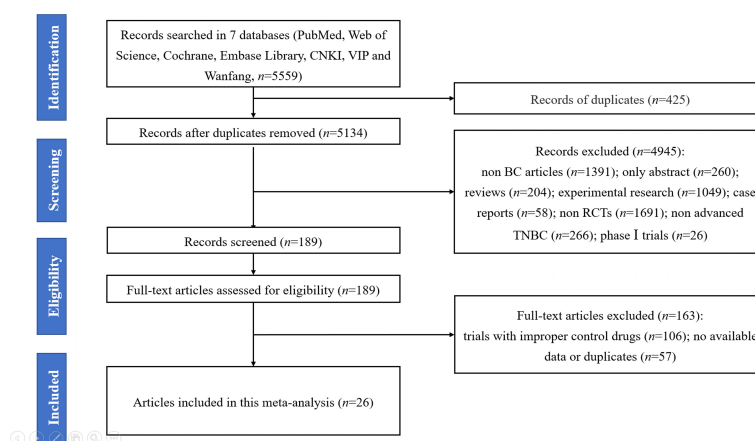 Identification
Records searched in 7 databases (PubMed, Web of
Science, Cochrane, Embase Library, CNKI, VIP and
Wanfang, n=5559)
Records of duplicates (n=425)
Records after duplicates removed (n=5134)
Screening
Records excluded (n=4945):
non BC articles (n=1391); only abstract (n=260);
reviews (n=204); experimental research (n=1049); case
reports (n=58); non RCTs (n=1691); non advanced
TNBC (n=266); phase I trials (n=26)
Records screened (n=189)
Eligibility
Full-text articles assessed for eligibility (n=189)
Full-text articles excluded (n=163):
trials with improper control drugs (n=106); no available
data or duplicates (n=57)
Included
Articles included in this meta-analysis (n=26)